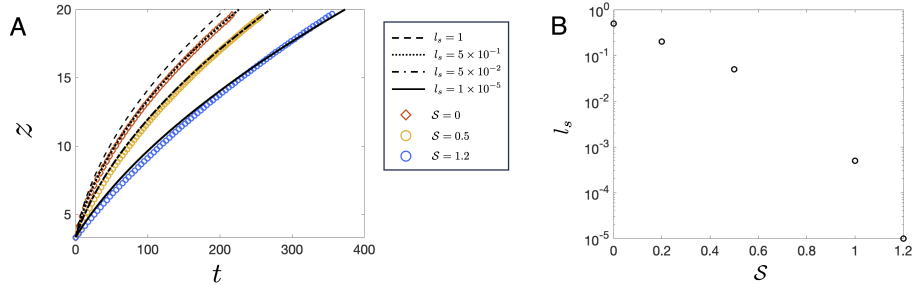 A
20
15
10
5
0
100
200
300
400
z
t
l_s = 1
l_s = 5 × 10^-1
l_s = 5 × 10^-2
l_s = 1 × 10^-5
𝒮 = 0
𝒮 = 0.5
𝒮 = 1.2
B
10^0
10^-1
10^-2
10^-3
10^-4
10^-5
l_s
0
0.2
0.4
0.6
0.8
1
1.2
𝒮